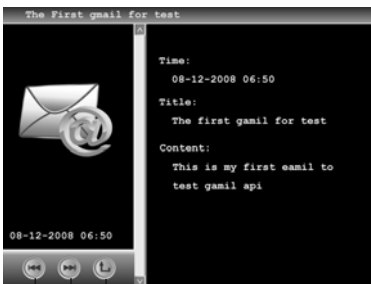 The First gmail for test
08-12-2008 06:50
Time:
08-12-2008 06:50
Title:
The first gamil for test
Content:
This is my first eamil to
test gamil api